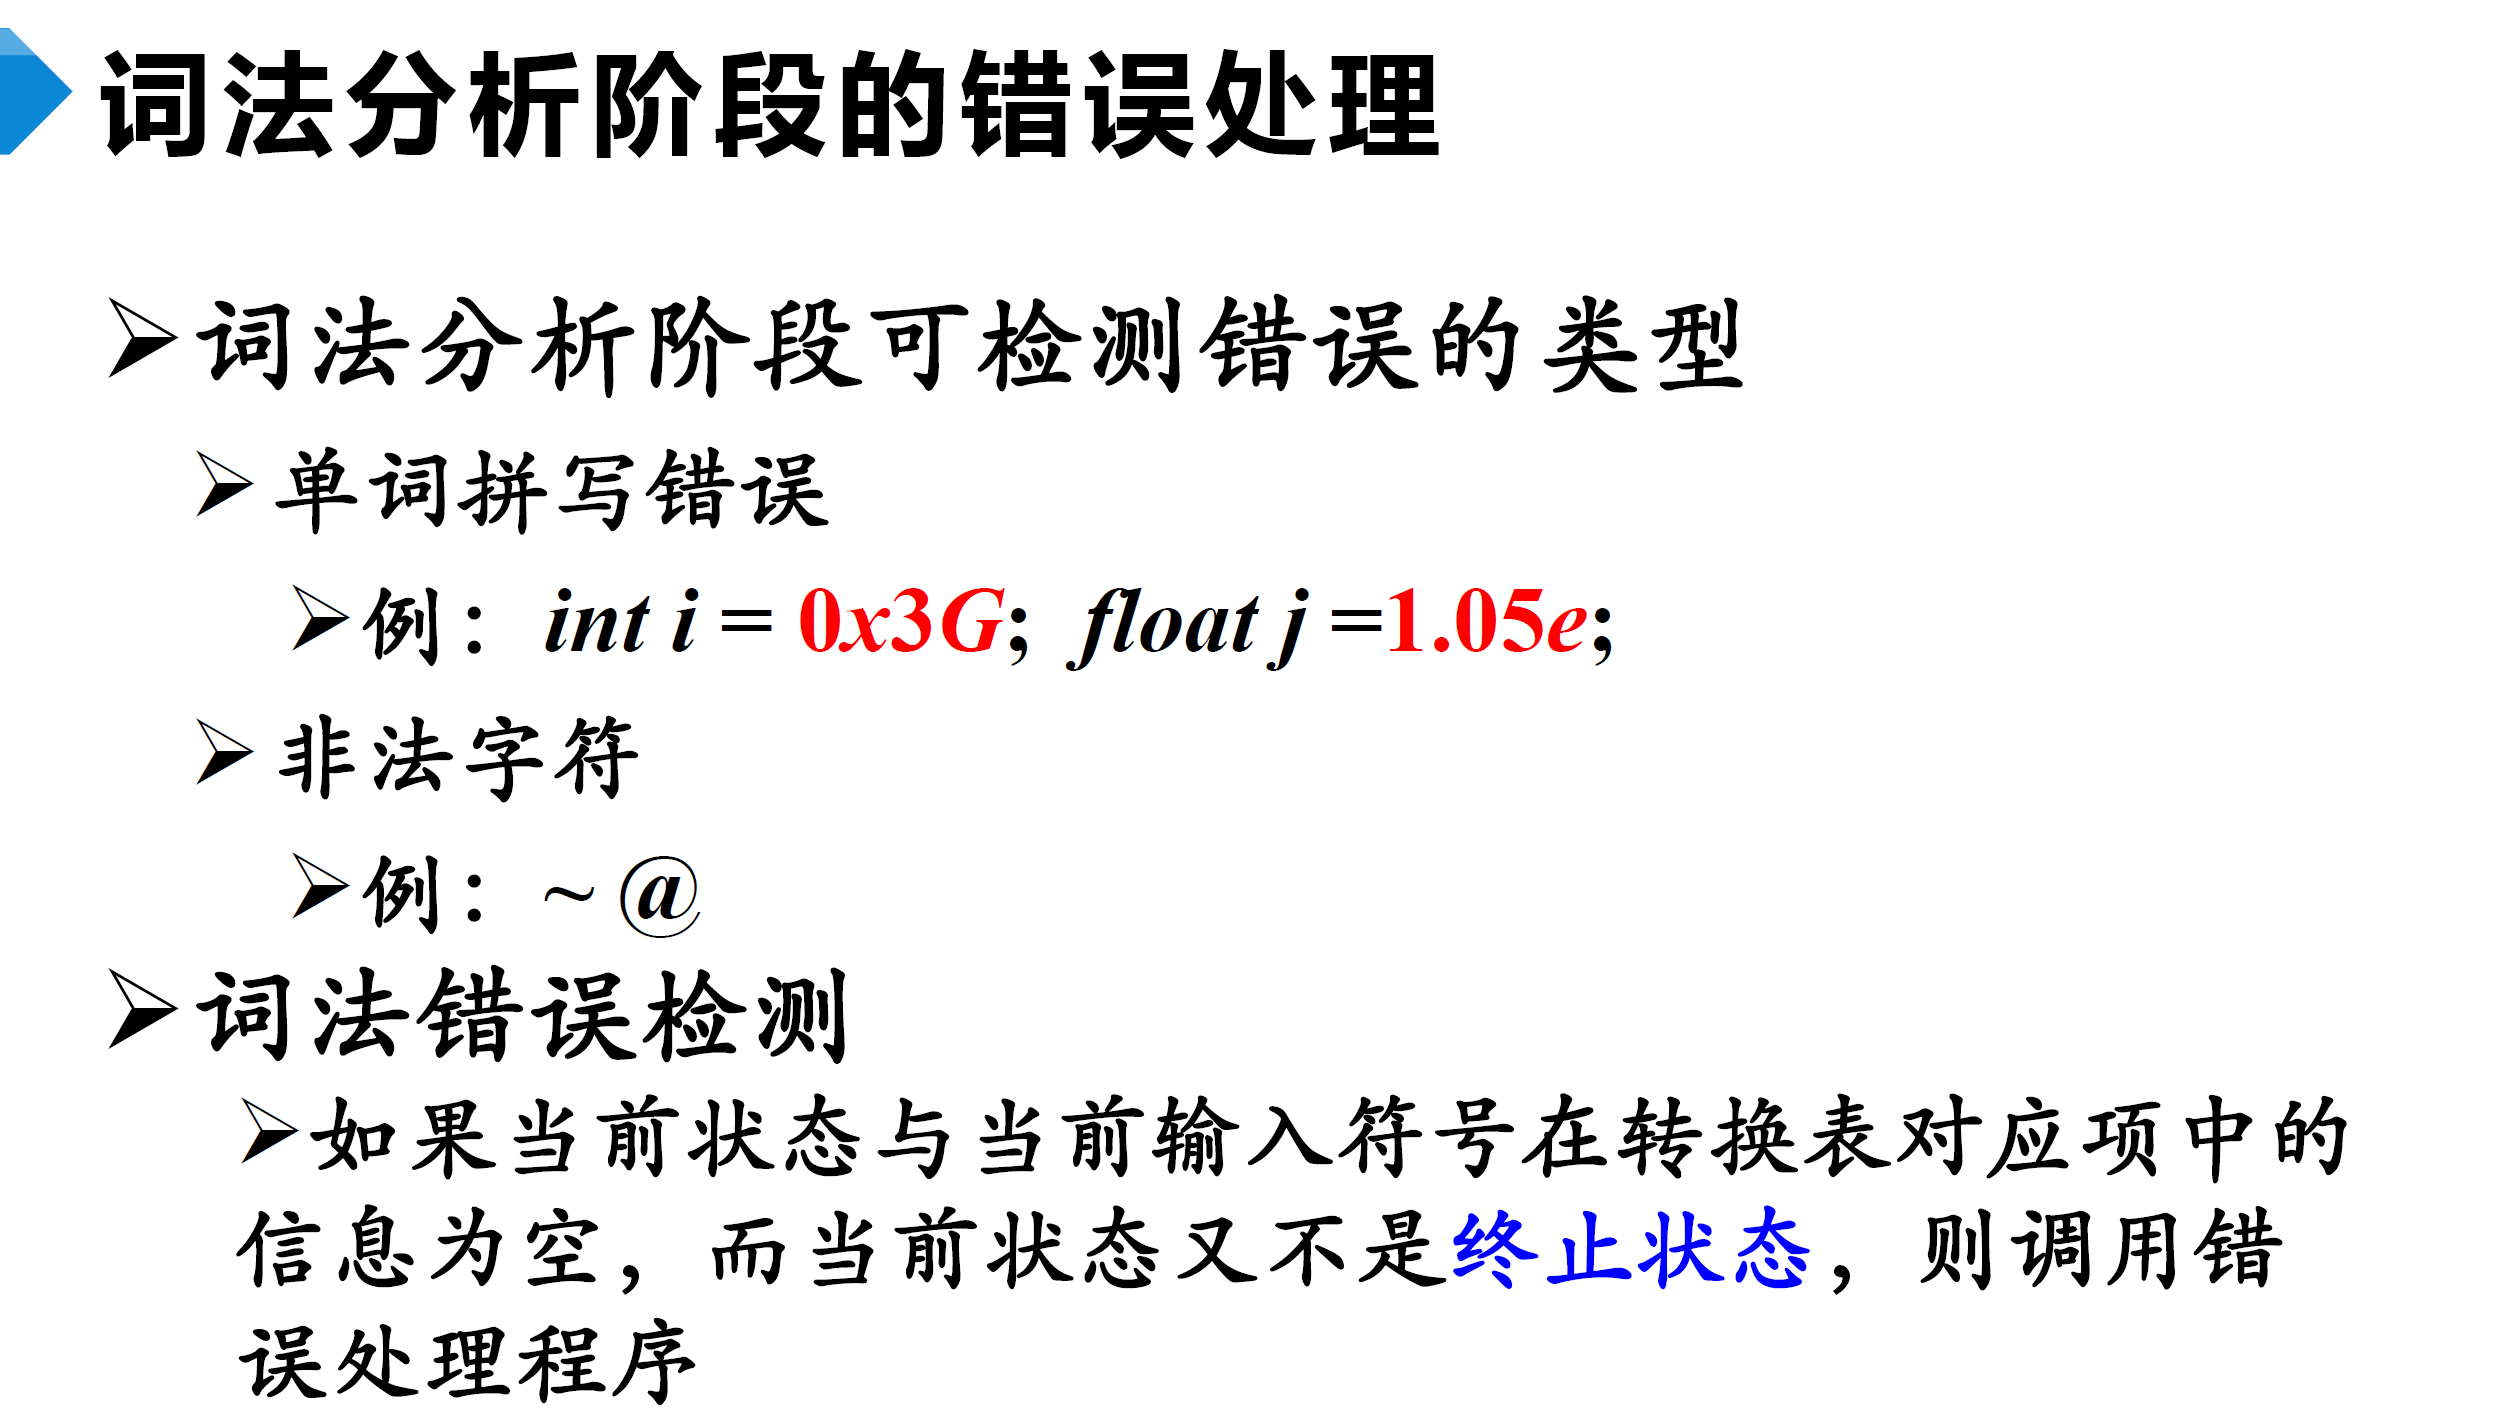 词法分析阶段的错误处理
➢词法分析阶段可检测错误的类型
➢单词拼写错误
➢例： int i = 0x3G; float j =1.05e;
➢非法字符
➢例： ~ @
➢词法错误检测
➢如果当前状态与当前输入符号在转换表对应项中的
信息为空，而当前状态又不是终止状态，则调用错
误处理程序